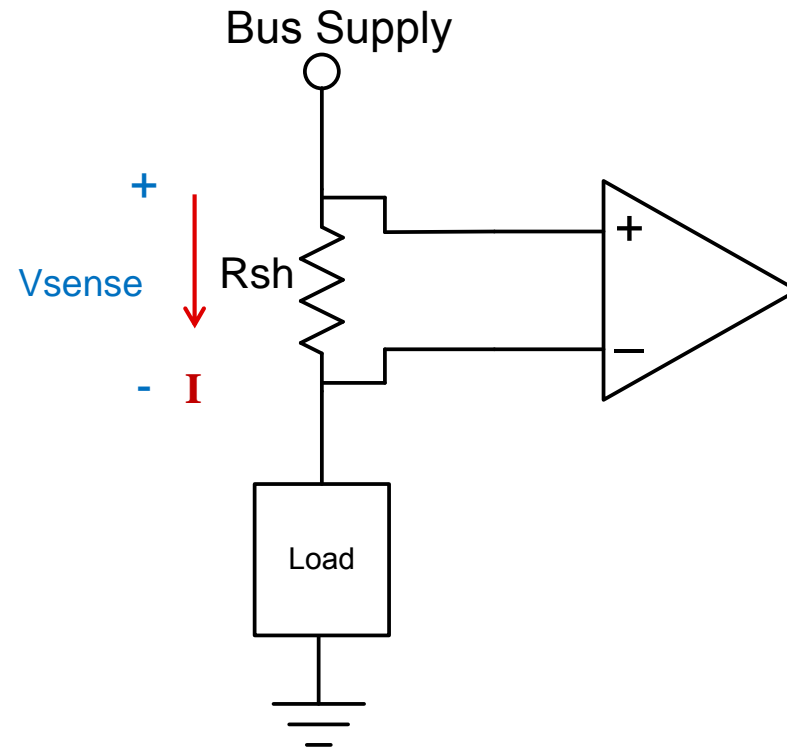 Bus Supply
+
Vsense
Rsh
- I
+
–
Load